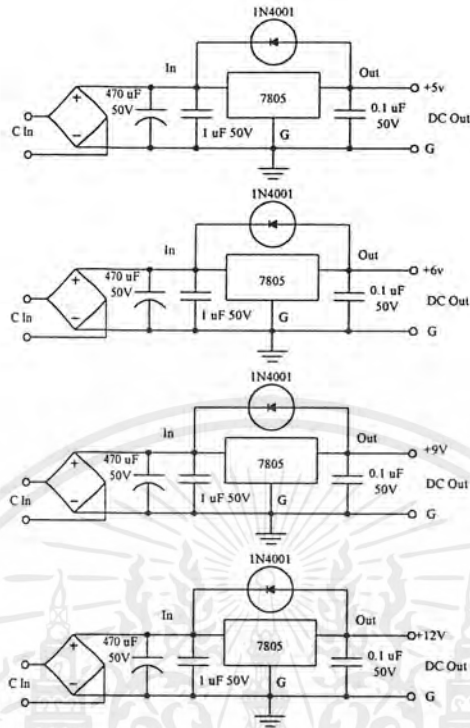 1N4001
In
Out
470 uF
50V
7805
+5v
C In
1 uF 50V
G
0.1 uF
50V
DC Out
G
1N4001
In
Out
470 uF
50V
7805
+6v
C In
1 uF 50V
G
0.1 uF
50V
DC Out
G
1N4001
In
Out
470 uF
50V
7805
+9V
C In
1 uF 50V
G
0.1 uF
50V
DC Out
G
1N4001
In
Out
470 uF
50V
7805
+12V
C In
1 uF 50V
G
0.1 uF
50V
DC Out
G